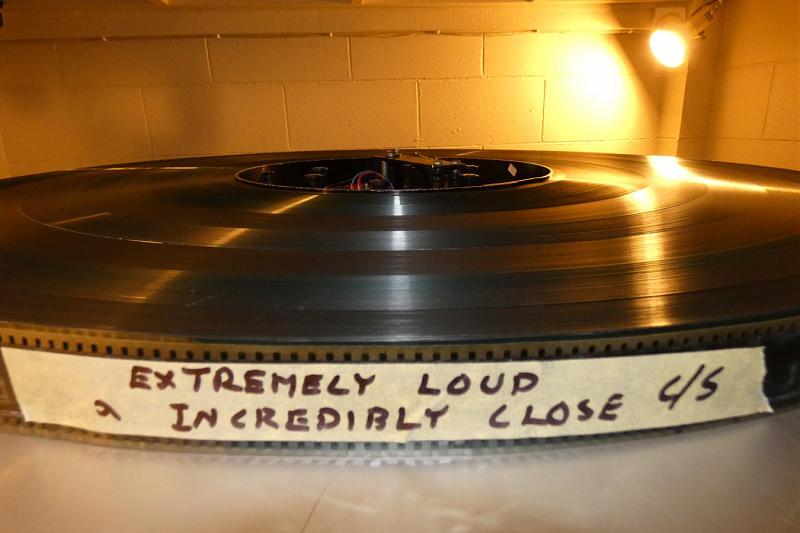 EXTREMELY LOUD
& INCREDIBLY CLOSE C/S